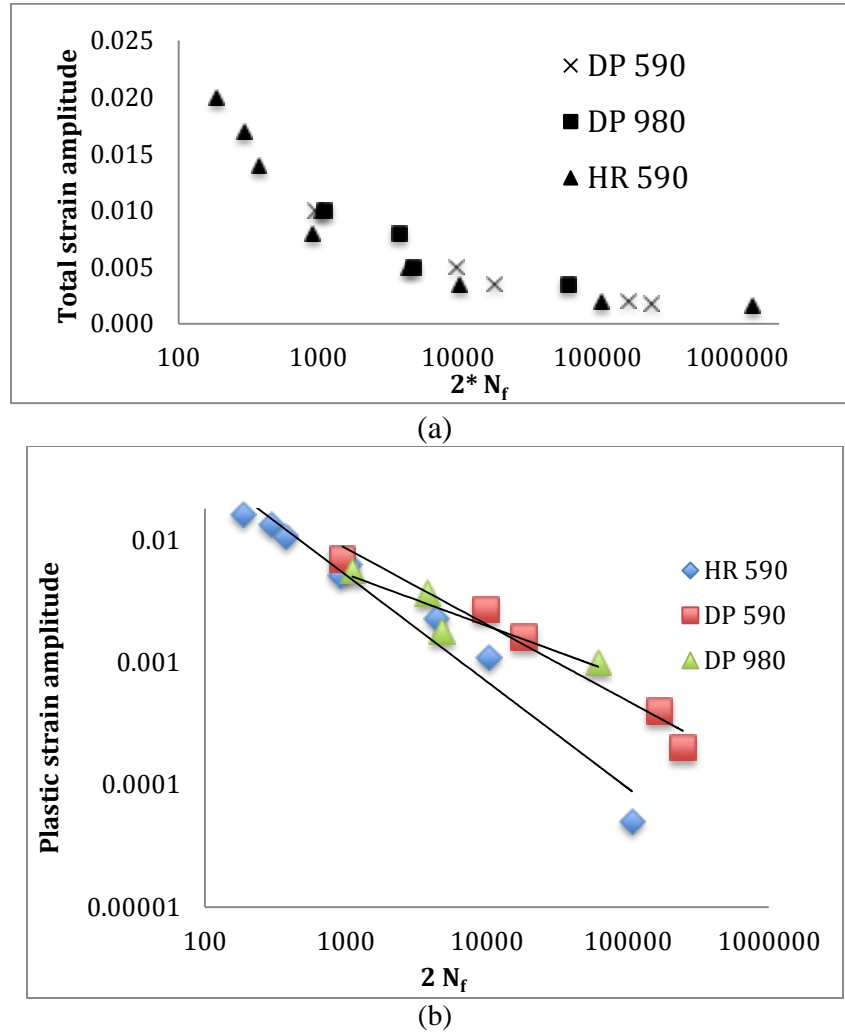 0.025
0.020
0.015
0.010
0.005
0.000
Total strain amplitude
DP 590
DP 980
HR 590
100 1000 10000 100000 1000000
2* Nf
(a)
0.01
0.001
0.0001
0.00001
Plastic strain amplitude
HR 590
DP 590
DP 980
100 1000 10000 100000 1000000
2 Nf
(b)